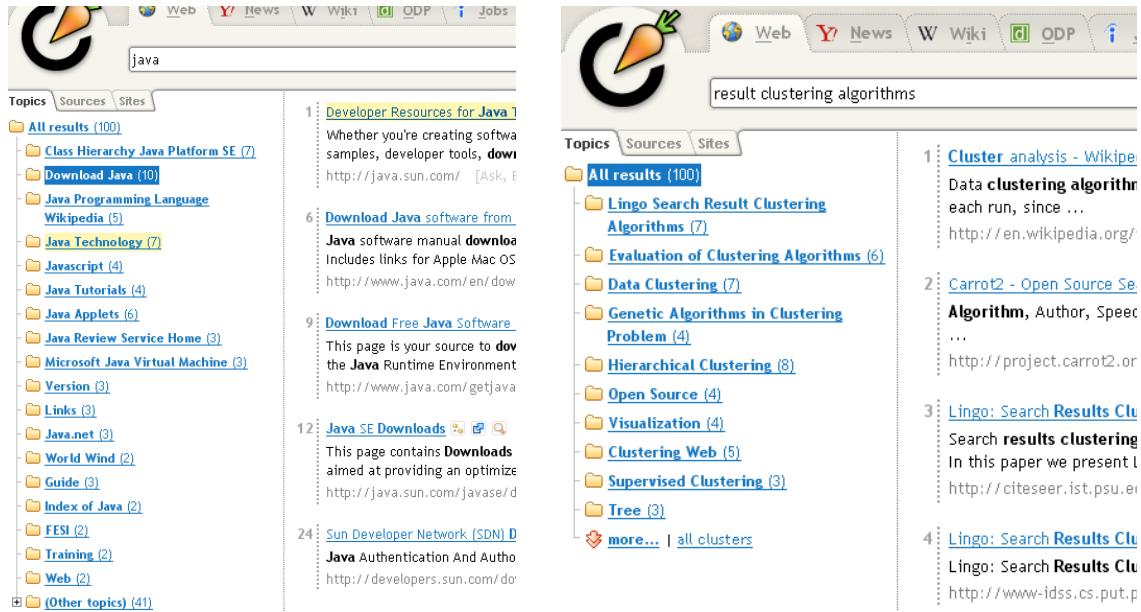 Web News Wiki ODP Jobs
java
Topics Sources Sites
All results (100)
Class Hierarchy Java Platform SE (7)
Download Java (10)
Java Programming Language
Wikipedia (5)
Java Technology (7)
Javascript (4)
Java Tutorials (4)
Java Applets (6)
Java Review Service Home (3)
Microsoft Java Virtual Machine (3)
Version (3)
Links (3)
Java.net (3)
World Wind (2)
Guide (3)
Index of Java (2)
FESI (2)
Training (2)
Web (2)
(Other topics) (41)
1 Developer Resources for Java
Whether you're creating
samples, developer tools,
http://java.sun.com/ [Ask,
6 Download Java software from
Java software manual
Includes links for Apple Mac OS
http://www.java.com/en/dow
9 Download Free Java Software
This page is your source to
the Java Runtime Environment
http://www.java.com/getjava
12 Java SE Downloads
This page contains Downloads
aimed at providing an optimize
http://java.sun.com/javase/d
24 Sun Developer Network (SDN)
Java Authentication And Autho
http://developers.sun.com/do
Web News Wiki ODP
result clustering algorithms
Topics Sources Sites
All results (100)
Lingo Search Result Clustering
Algorithms (7)
Evaluation of Clustering Algorithms (6)
Data Clustering (7)
Genetic Algorithms in Clustering
Problem (4)
Hierarchical Clustering (8)
Open Source (4)
Visualization (4)
Clustering Web (5)
Supervised Clustering (3)
Tree (3)
more... | all clusters
1 Cluster analysis - Wikipe
Data clustering algorithm
each run, since ...
http://en.wikipedia.org/
2 Carrot2 - Open Source Se
Algorithm, Author, Speed
...
http://project.carrot2.or
3 Lingo: Search Results Clu
Search results clustering
In this paper we present
http://citeseer.ist.psu.e
4 Lingo: Search Results Clu
Lingo: Search Results Clu
http://www-idss.cs.put.p